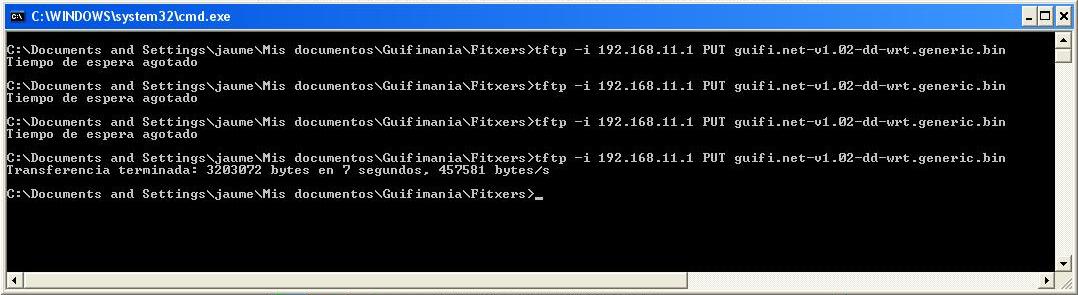 C:\WINDOWS\system32\cmd.exe
C:\Documents and Settings\jaume\Mis documentos\Guifimania\Fitxers>tftp -i 192.168.11.1 PUT guifi.net-v1.02-dd-wrt.generic.bin
Tiempo de espera agotado
C:\Documents and Settings\jaume\Mis documentos\Guifimania\Fitxers>tftp -i 192.168.11.1 PUT guifi.net-v1.02-dd-wrt.generic.bin
Tiempo de espera agotado
C:\Documents and Settings\jaume\Mis documentos\Guifimania\Fitxers>tftp -i 192.168.11.1 PUT guifi.net-v1.02-dd-wrt.generic.bin
Tiempo de espera agotado
C:\Documents and Settings\jaume\Mis documentos\Guifimania\Fitxers>tftp -i 192.168.11.1 PUT guifi.net-v1.02-dd-wrt.generic.bin
Transferencia terminada: 3203072 bytes en 7 segundos, 457581 bytes/s
C:\Documents and Settings\jaume\Mis documentos\Guifimania\Fitxers>_